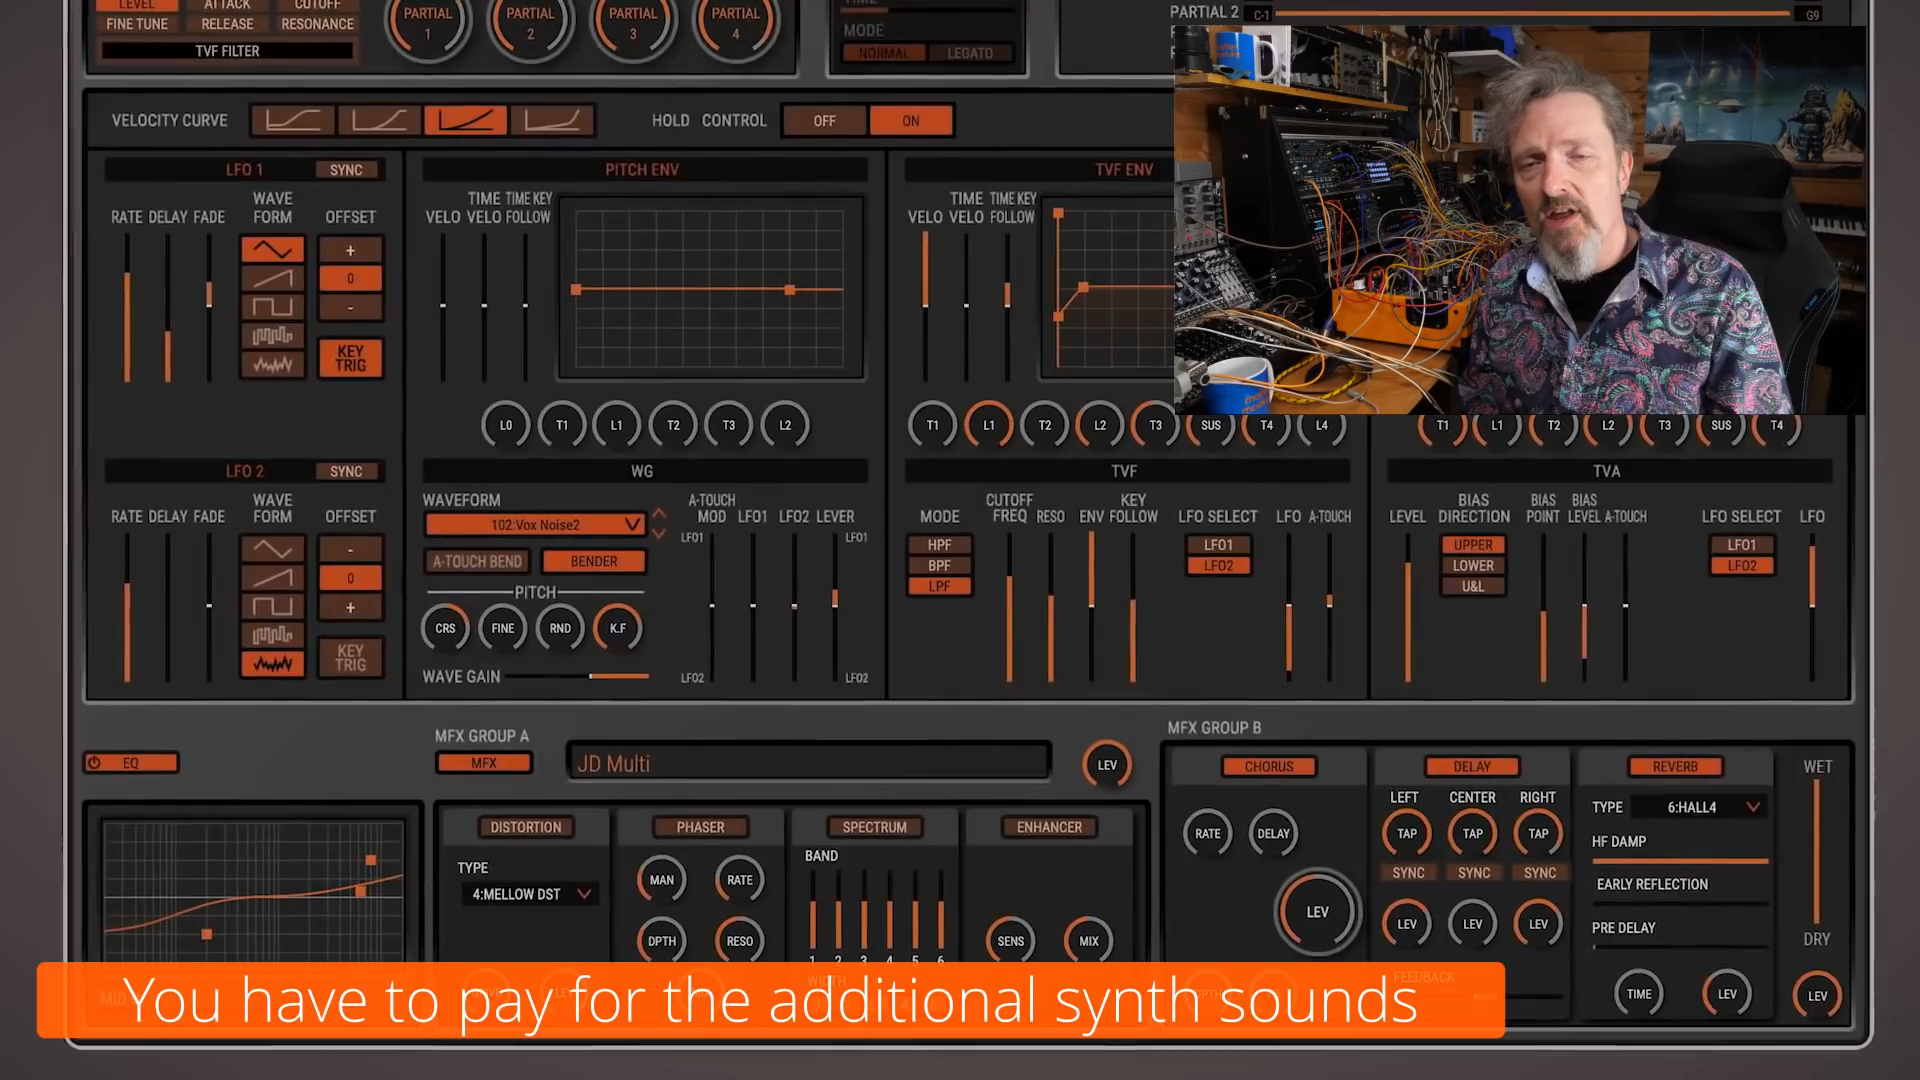 LEVEL ATTACK CUTOFF
FINE TUNE RELEASE RESONANCE
TVF FILTER
PARTIAL 1
PARTIAL 2
PARTIAL 3
PARTIAL 4
MODE
NORMAL LEGATO
PARTIAL 2 C-1 G9
VELOCITY CURVE
HOLD CONTROL OFF ON
LFO 1 SYNC
RATE DELAY FADE WAVE FORM OFFSET
+
0
-
KEY TRIG
PITCH ENV
VELO TIME VELO TIME KEY FOLLOW
L0 T1 L1 T2 T3 L2
TVF ENV
VELO TIME VELO TIME KEY FOLLOW
T1 L1 T2 L2 T3 SUS T4 L4
T1 L1 T2 L2 T3 SUS T4
LFO 2 SYNC
RATE DELAY FADE WAVE FORM OFFSET
-
0
+
KEY TRIG
WG
WAVEFORM
102:Vox Noise2
A-TOUCH BEND BENDER
PITCH
CRS FINE RND K.F
WAVE GAIN
A-TOUCH MOD LFO1 LFO2 LEVER
LFO1 LFO1
LFO2 LFO2
TVF
MODE CUTOFF FREQ RESO ENV KEY FOLLOW LFO SELECT LFO A-TOUCH
HPF
BPF
LPF
LFO1
LFO2
TVA
LEVEL BIAS DIRECTION BIAS POINT BIAS LEVEL A-TOUCH LFO SELECT LFO
UPPER
LOWER
U&L
LFO1
LFO2
EQ
MFX GROUP A
MFX JD Multi LEV
DISTORTION
TYPE
4:MELLOW DST
PHASER
MAN RATE
DPTH RESO
SPECTRUM
BAND
1 2 3 4 5 6
WIDTH
ENHANCER
SENS MIX
MFX GROUP B
CHORUS
RATE DELAY
LEV
DELAY
LEFT CENTER RIGHT
TAP TAP TAP
SYNC SYNC SYNC
LEV LEV LEV
FEEDBACK
REVERB
TYPE 6:HALL4
HF DAMP
EARLY REFLECTION
PRE DELAY
TIME LEV
WET
DRY
LEV
You have to pay for the additional synth sounds